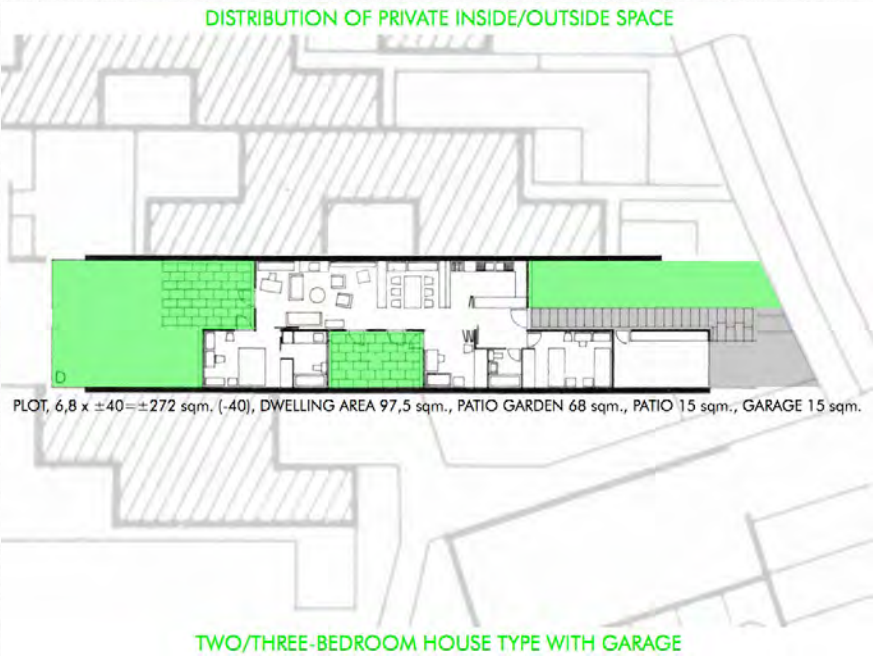 DISTRIBUTION OF PRIVATE INSIDE/OUTSIDE SPACE
D
PLOT, 6,8 x ±40=±272 sqm. (-40), DWELLING AREA 97,5 sqm., PATIO GARDEN 68 sqm., PATIO 15 sqm., GARAGE 15 sqm.
TWO/THREE-BEDROOM HOUSE TYPE WITH GARAGE